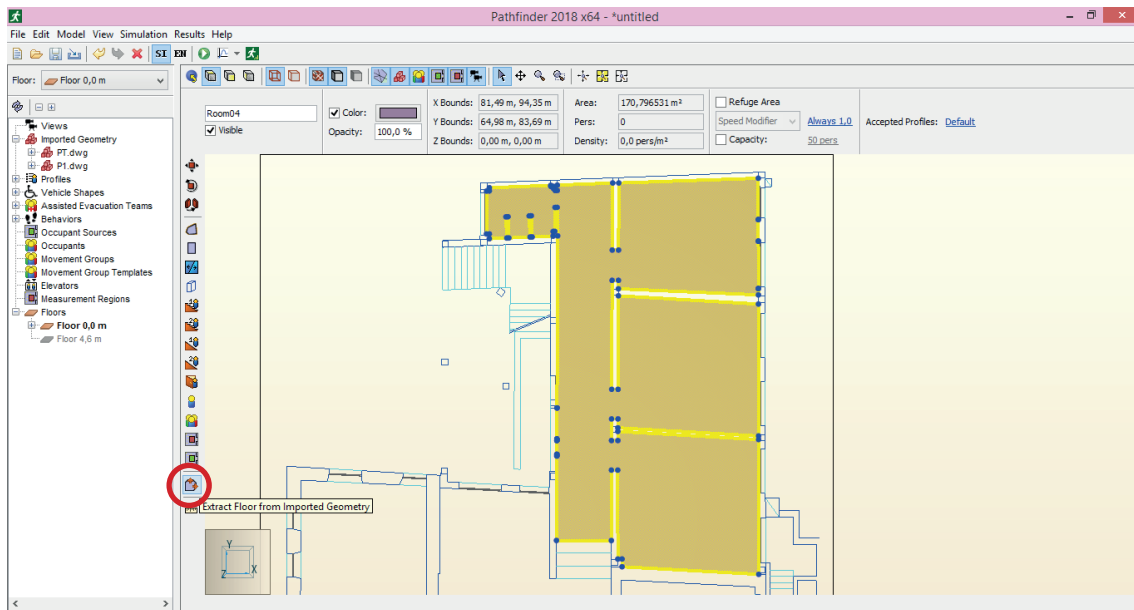 Pathfinder 2018 x64 - *untitled
File Edit Model View Simulation Results Help
SI EN
Floor: Floor 0,0 m
Views
Imported Geometry
PT.dwg
P1.dwg
Profiles
Vehicle Shapes
Assisted Evacuation Teams
Behaviors
Occupant Sources
Occupants
Movement Groups
Movement Group Templates
Elevators
Measurement Regions
Floors
Floor 0,0 m
Floor 4,6 m
Room04
Visible
Color:
Opacity: 100,0 %
X Bounds: 81,49 m, 94,35 m
Y Bounds: 64,98 m, 83,69 m
Z Bounds: 0,00 m, 0,00 m
Area: 170,796531 m²
Pers: 0
Density: 0,0 pers/m²
Refuge Area
Speed Modifier Always 1,0
Capacity: 50 pers
Accepted Profiles: Default
Extract Floor from Imported Geometry
Y
Z X